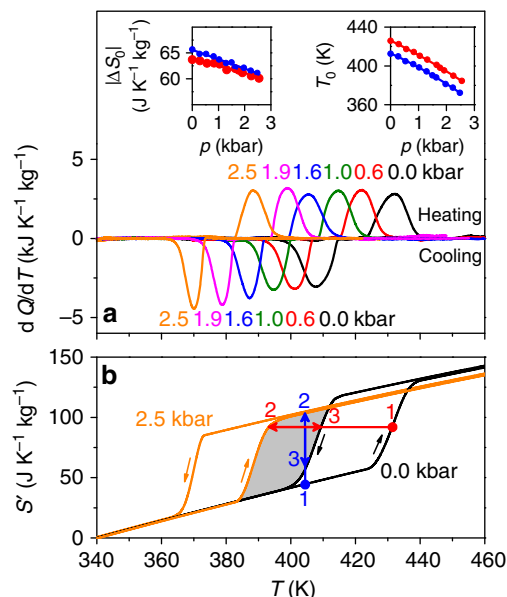 |ΔS₀|
(J K⁻¹ kg⁻¹)
65
60
0 1 2 3
p (kbar)
T₀
(K)
440
400
360
0 1 2 3
p (kbar)
dQ/dT (kJ K⁻¹ kg⁻¹)
5
0
−5
2.5 1.9 1.6 1.0 0.6 0.0 kbar
Heating
Cooling
2.5 1.9 1.6 1.0 0.6 0.0 kbar
a
b
S′ (J K⁻¹ kg⁻¹)
150
100
50
0
2.5 kbar
2
2
3
1
3
1
0.0 kbar
340 360 380 400 420 440 460
T (K)